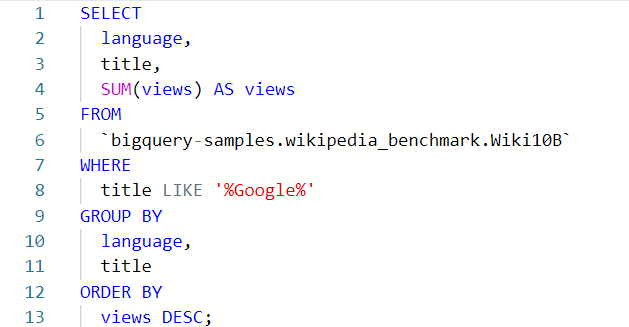 1 SELECT
2 language,
3 title,
4 SUM(views) AS views
5 FROM
6 `bigquery-samples.wikipedia_benchmark.Wiki10B`
7 WHERE
8 title LIKE '%Google%'
9 GROUP BY
10 language,
11 title
12 ORDER BY
13 views DESC;